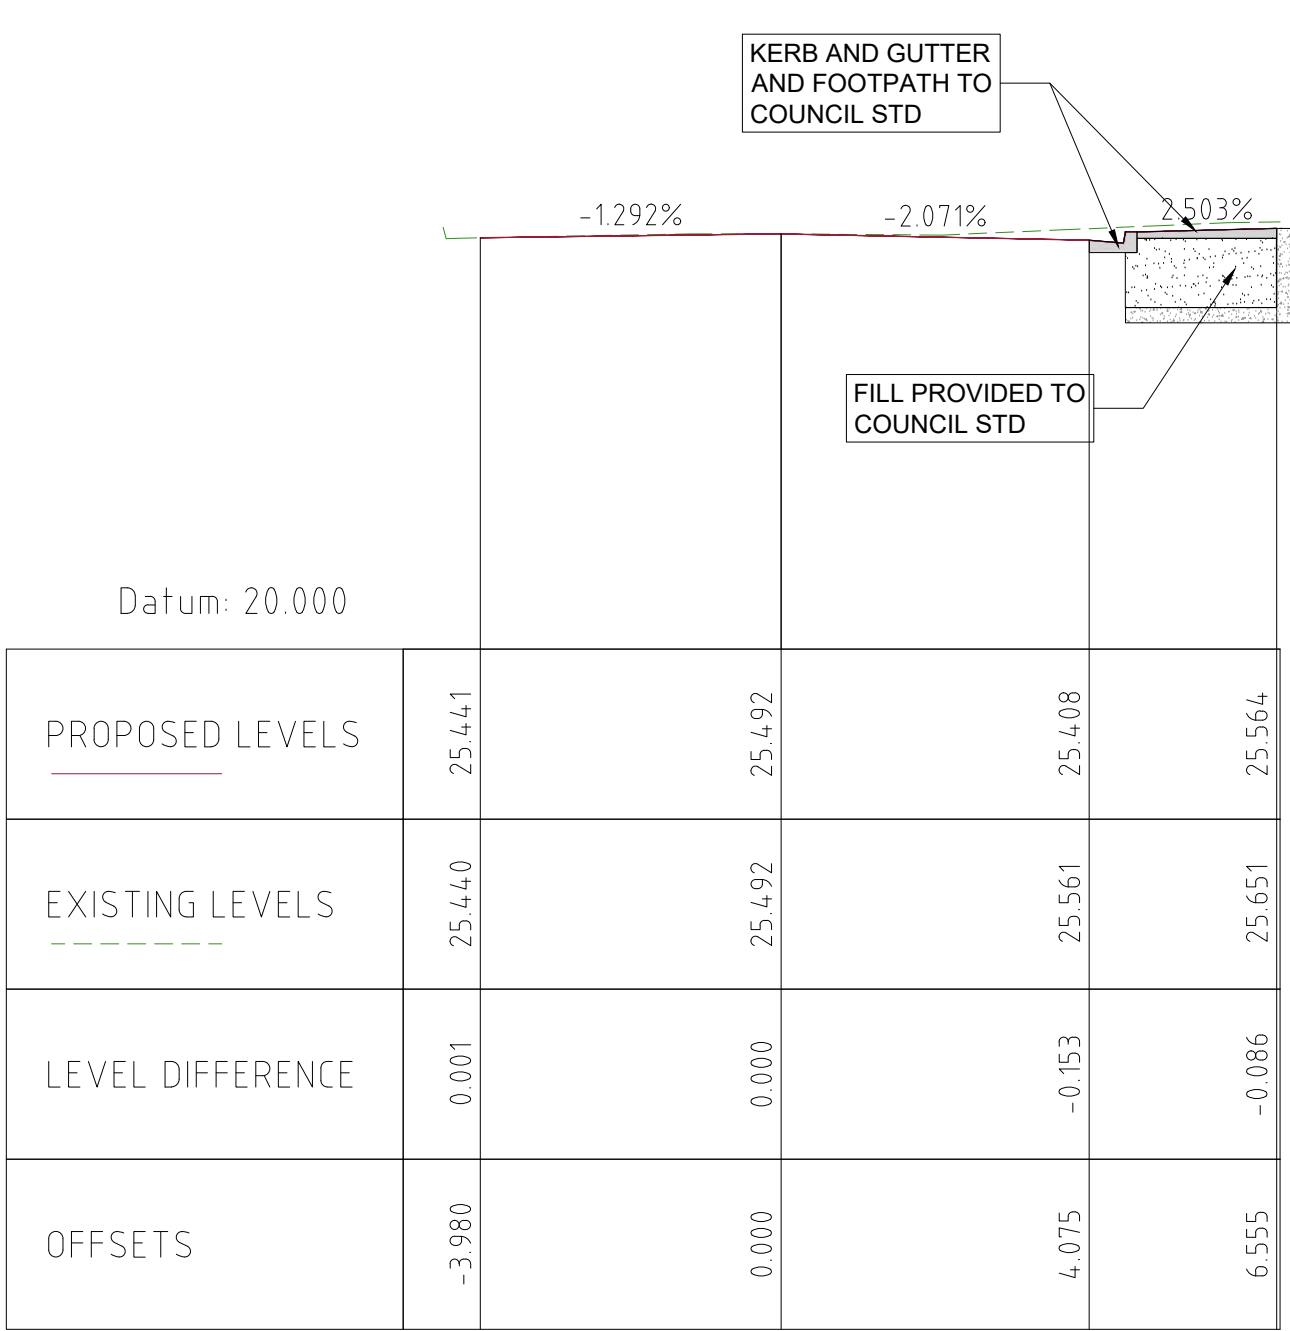 KERB AND GUTTER
AND FOOTPATH TO
COUNCIL STD
-1.292%
-2.071%
2.503%
FILL PROVIDED TO
COUNCIL STD
Datum: 20.000
PROPOSED LEVELS
25.441
25.492
25.408
25.564
EXISTING LEVELS
25.440
25.492
25.561
25.651
LEVEL DIFFERENCE
0.001
0.000
-0.153
-0.086
OFFSETS
-3.980
0.000
4.075
6.555